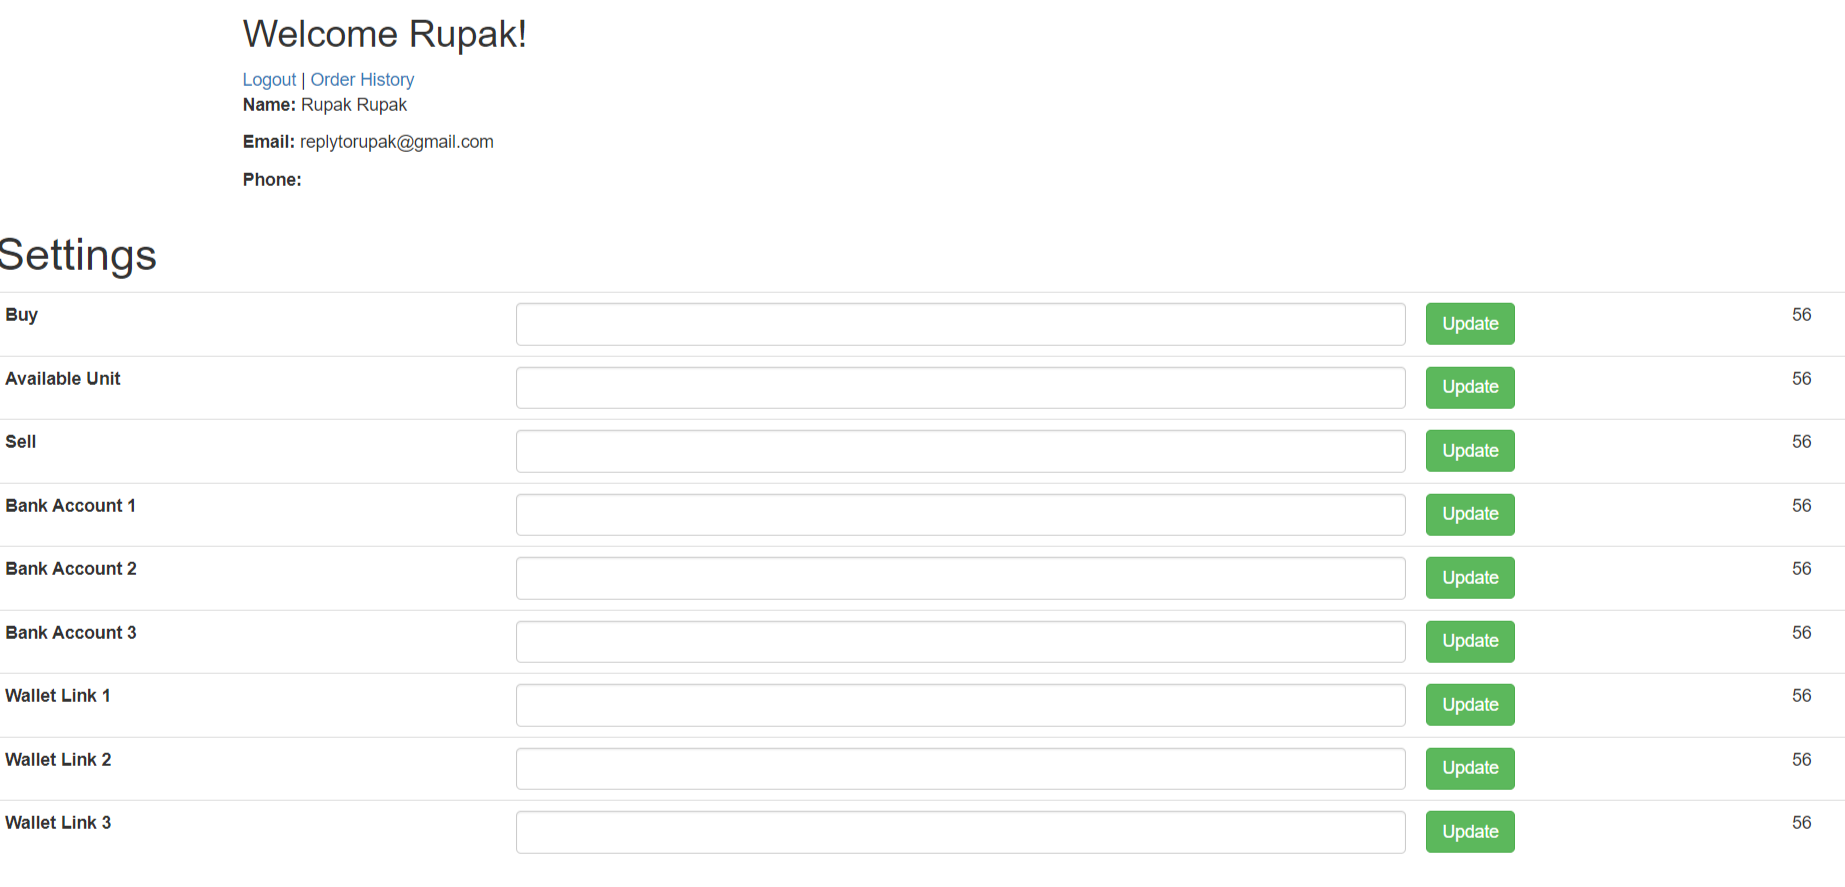 Welcome Rupak!
Logout | Order History
Name: Rupak Rupak
Email: replytorupak@gmail.com
Phone:
Settings
Buy Update 56
Available Unit Update 56
Sell Update 56
Bank Account 1 Update 56
Bank Account 2 Update 56
Bank Account 3 Update 56
Wallet Link 1 Update 56
Wallet Link 2 Update 56
Wallet Link 3 Update 56